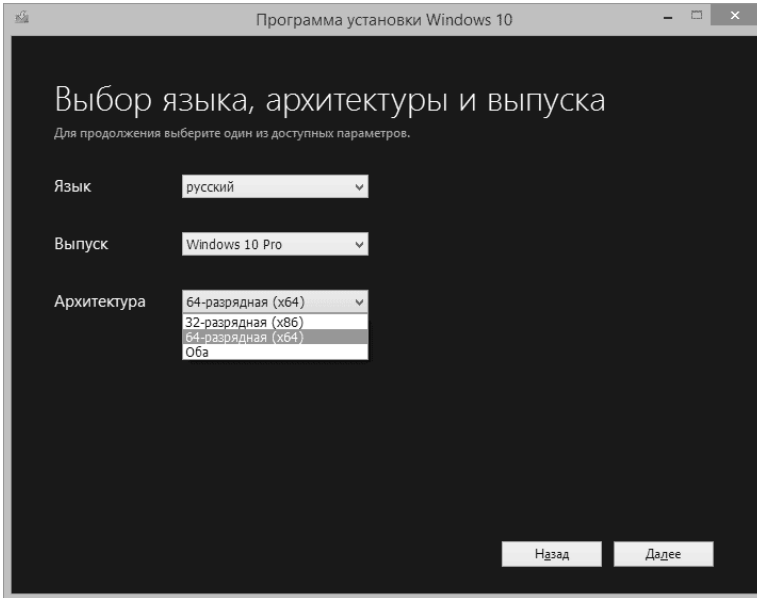 Программа установки Windows 10
Выбор языка, архитектуры и выпуска
Для продолжения выберите один из доступных параметров.
Язык русский
Выпуск Windows 10 Pro
Архитектура 64-разрядная (x64)
32-разрядная (x86)
64-разрядная (x64)
Оба
Назад Далее